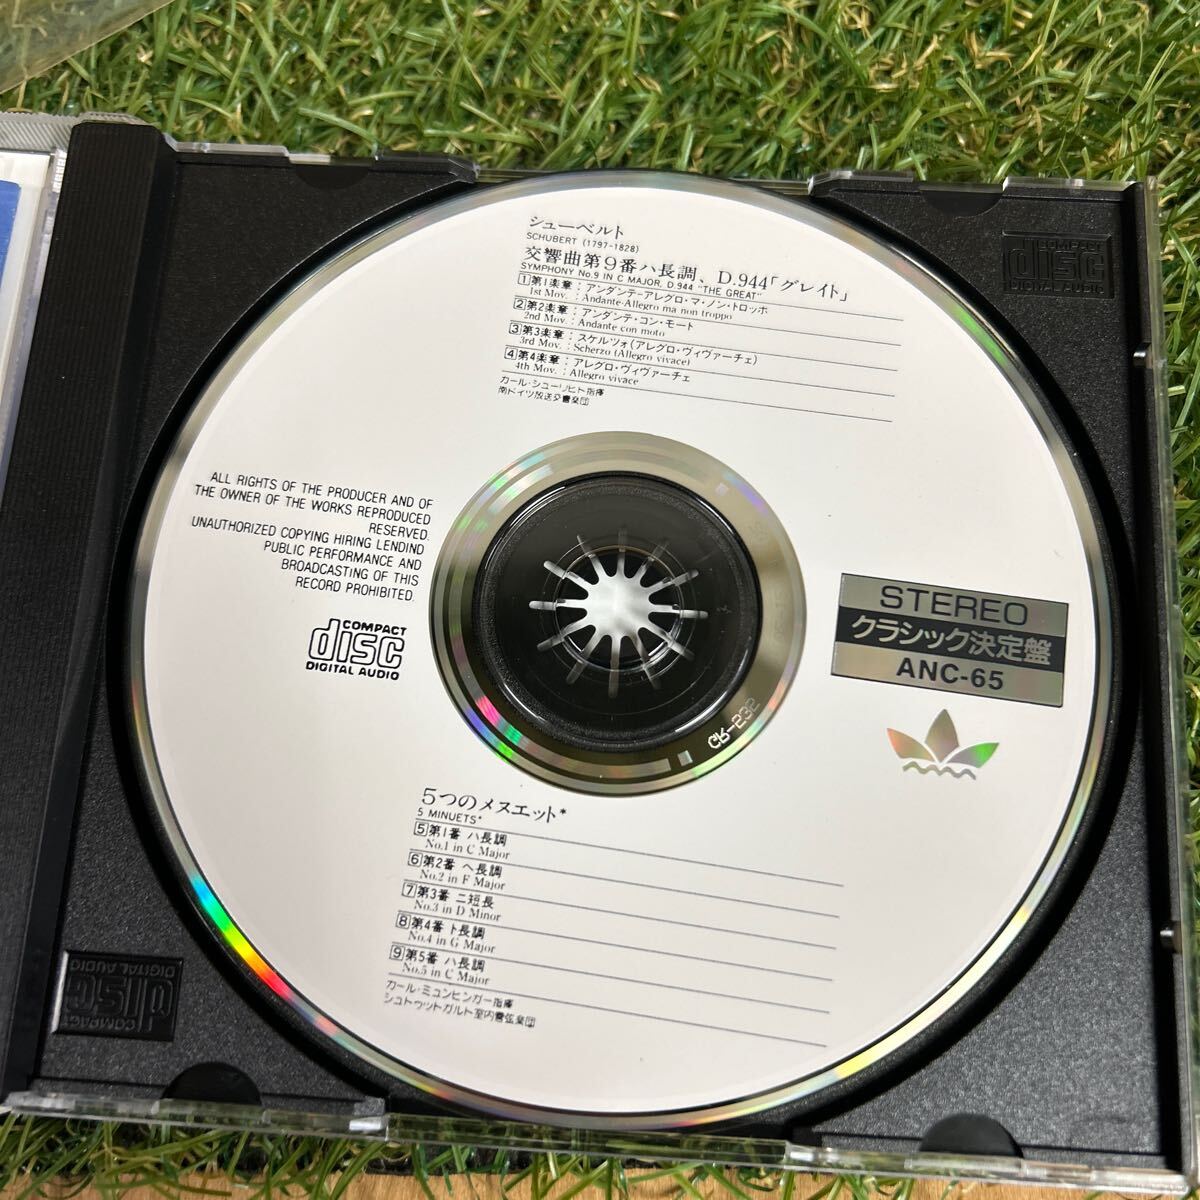 シューベルト
SCHUBERT (1797-1828)
交響曲第9番ハ長調、D.944「グレイト」
SYMPHONY No.9 IN C MAJOR, D.944 "THE GREAT"
1 第1楽章：アンダンテ-アレグロ・マ・ノン・トロッポ
1st Mov. : Andante-Allegro ma non troppo
2 第2楽章：アンダンテ・コン・モート
2nd Mov. : Andante con moto
3 第3楽章：スケルツォ(アレグロ・ヴィヴァーチェ)
3rd Mov. : Scherzo (Allegro vivace)
4 第4楽章：アレグロ・ヴィヴァーチェ
4th Mov. : Allegro vivace
カール・シューリヒト指揮
南ドイツ放送交響楽団
ALL RIGHTS OF THE PRODUCER AND OF
THE OWNER OF THE WORKS REPRODUCED
RESERVED.
UNAUTHORIZED COPYING HIRING LENDIND
PUBLIC PERFORMANCE AND
BROADCASTING OF THIS
RECORD PROHIBITED.
COMPACT
disc
DIGITAL AUDIO
STEREO
クラシック決定盤
ANC-65
CK-232
5つのメヌエット*
5 MINUETS*
5 第1番 ハ長調
No.1 in C Major
6 第2番 ヘ長調
No.2 in F Major
7 第3番 ニ短長
No.3 in D Minor
8 第4番 ト長調
No.4 in G Major
9 第5番 ハ長調
No.5 in C Major
カール・ミュンヒンガー指揮
シュトゥットガルト室内管弦楽団
COMPACT
disc
DIGITAL AUDIO
COMPACT
disc
DIGITAL AUDIO